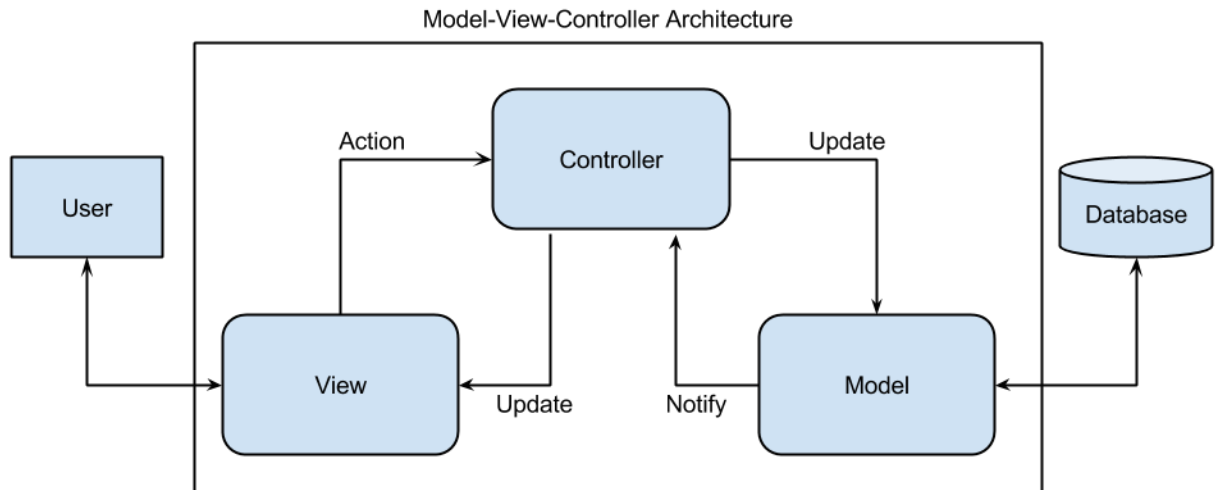 Model-View-Controller Architecture
Action
Controller
Update
User
Database
View
Update
Notify
Model